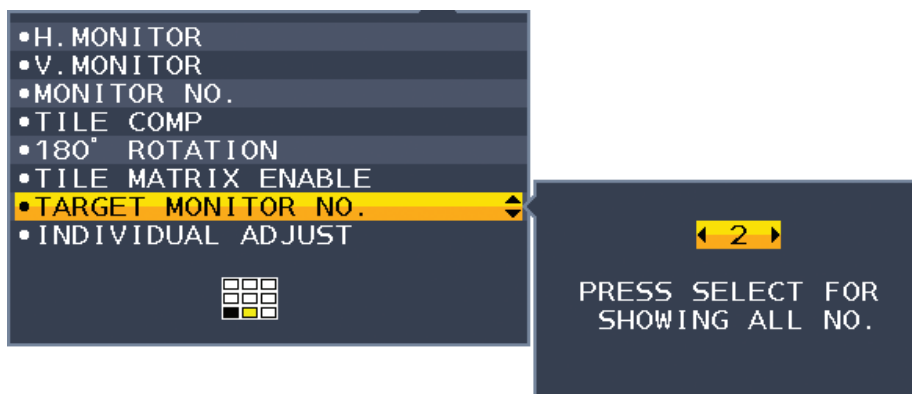 •H.MONITOR
•V.MONITOR
•MONITOR NO.
•TILE COMP
•180° ROTATION
•TILE MATRIX ENABLE
•TARGET MONITOR NO.
•INDIVIDUAL ADJUST
2
PRESS SELECT FOR
SHOWING ALL NO.